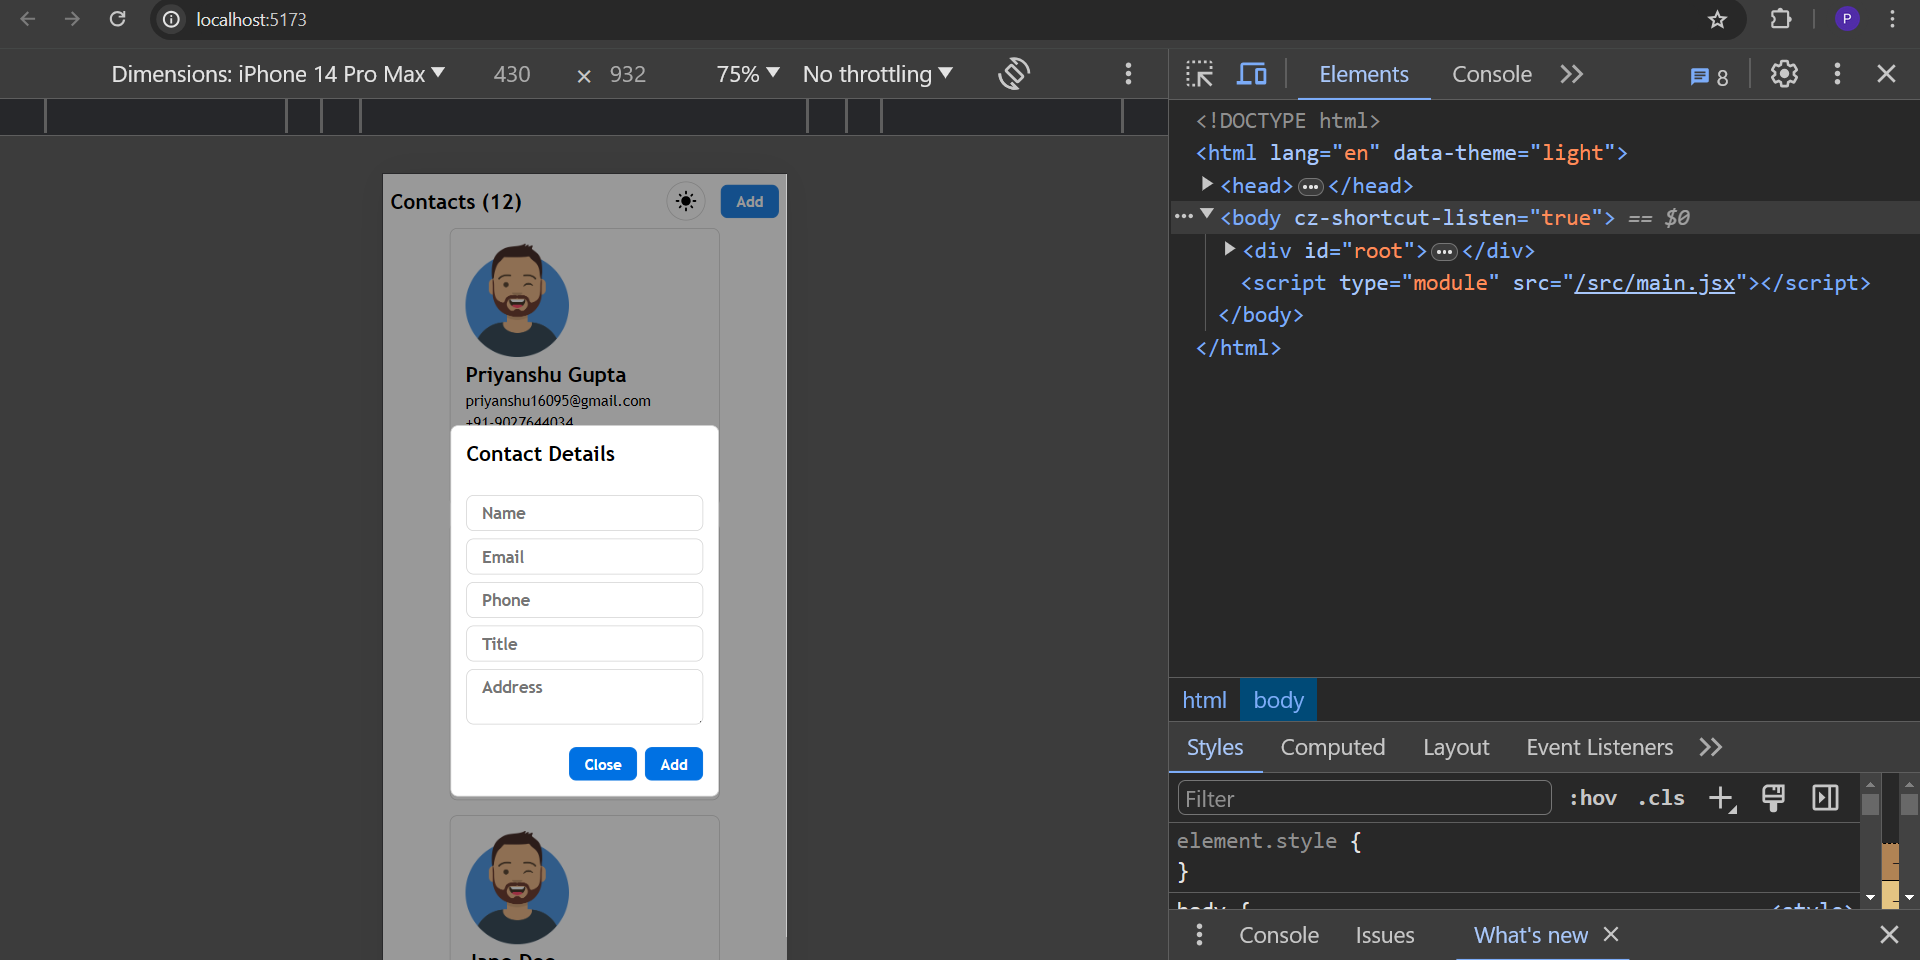 localhost:5173
P
Dimensions: iPhone 14 Pro Max 430 × 932 75% No throttling
Elements Console 8
<!DOCTYPE html>
<html lang="en" data-theme="light">
<head> ••• </head>
••• <body cz-shortcut-listen="true"> == $0
<div id="root"> ••• </div>
<script type="module" src="/src/main.jsx"></script>
</body>
</html>
Contacts (12)
Add
Priyanshu Gupta
priyanshu16095@gmail.com
+91-9027644034
Contact Details
Name
Email
Phone
Title
Address
Close Add
Jane Doe
html body
Styles Computed Layout Event Listeners
Filter :hov .cls
element.style {
}
body { <style>
Console Issues What's new